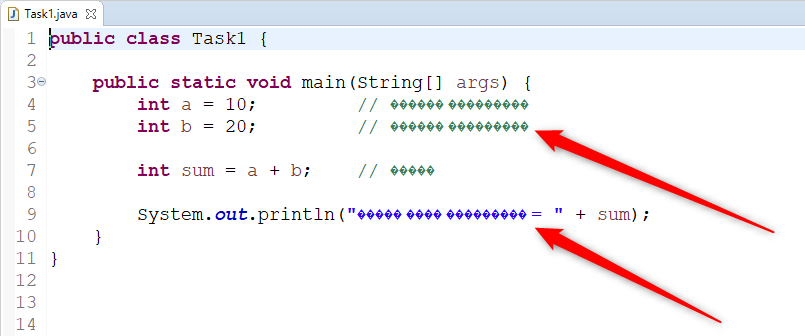 Task1.java
1 public class Task1 {
2
3 public static void main(String[] args) {
4 int a = 10; // ������ ���������
5 int b = 20; // ������ ���������
6
7 int sum = a + b; // �����
8
9 System.out.println("����� ���� ��������� = " + sum);
10 }
11 }
12
13
14